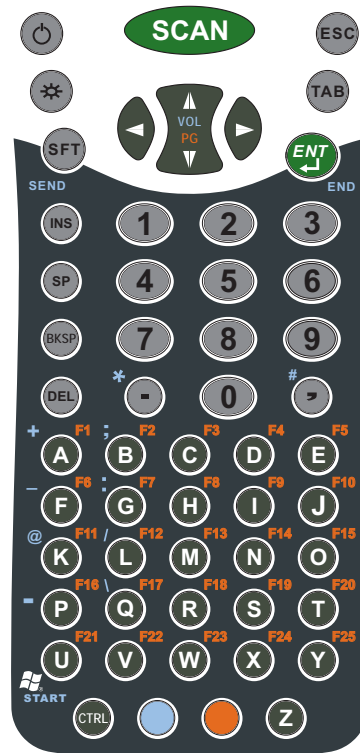 SCAN
ESC
TAB
VOL
PG
SFT
ENT
SEND
END
INS 1 2 3
SP 4 5 6
BKSP 7 8 9
* #
DEL - 0 ,
+ F1 ; F2 F3 F4 F5
A B C D E
_ F6 : F7 F8 F9 F10
F G H I J
@ F11 / F12 F13 F14 F15
K L M N O
- F16 \ F17 F18 F19 F20
P Q R S T
F21 F22 F23 F24 F25
U V W X Y
START
CTRL Z